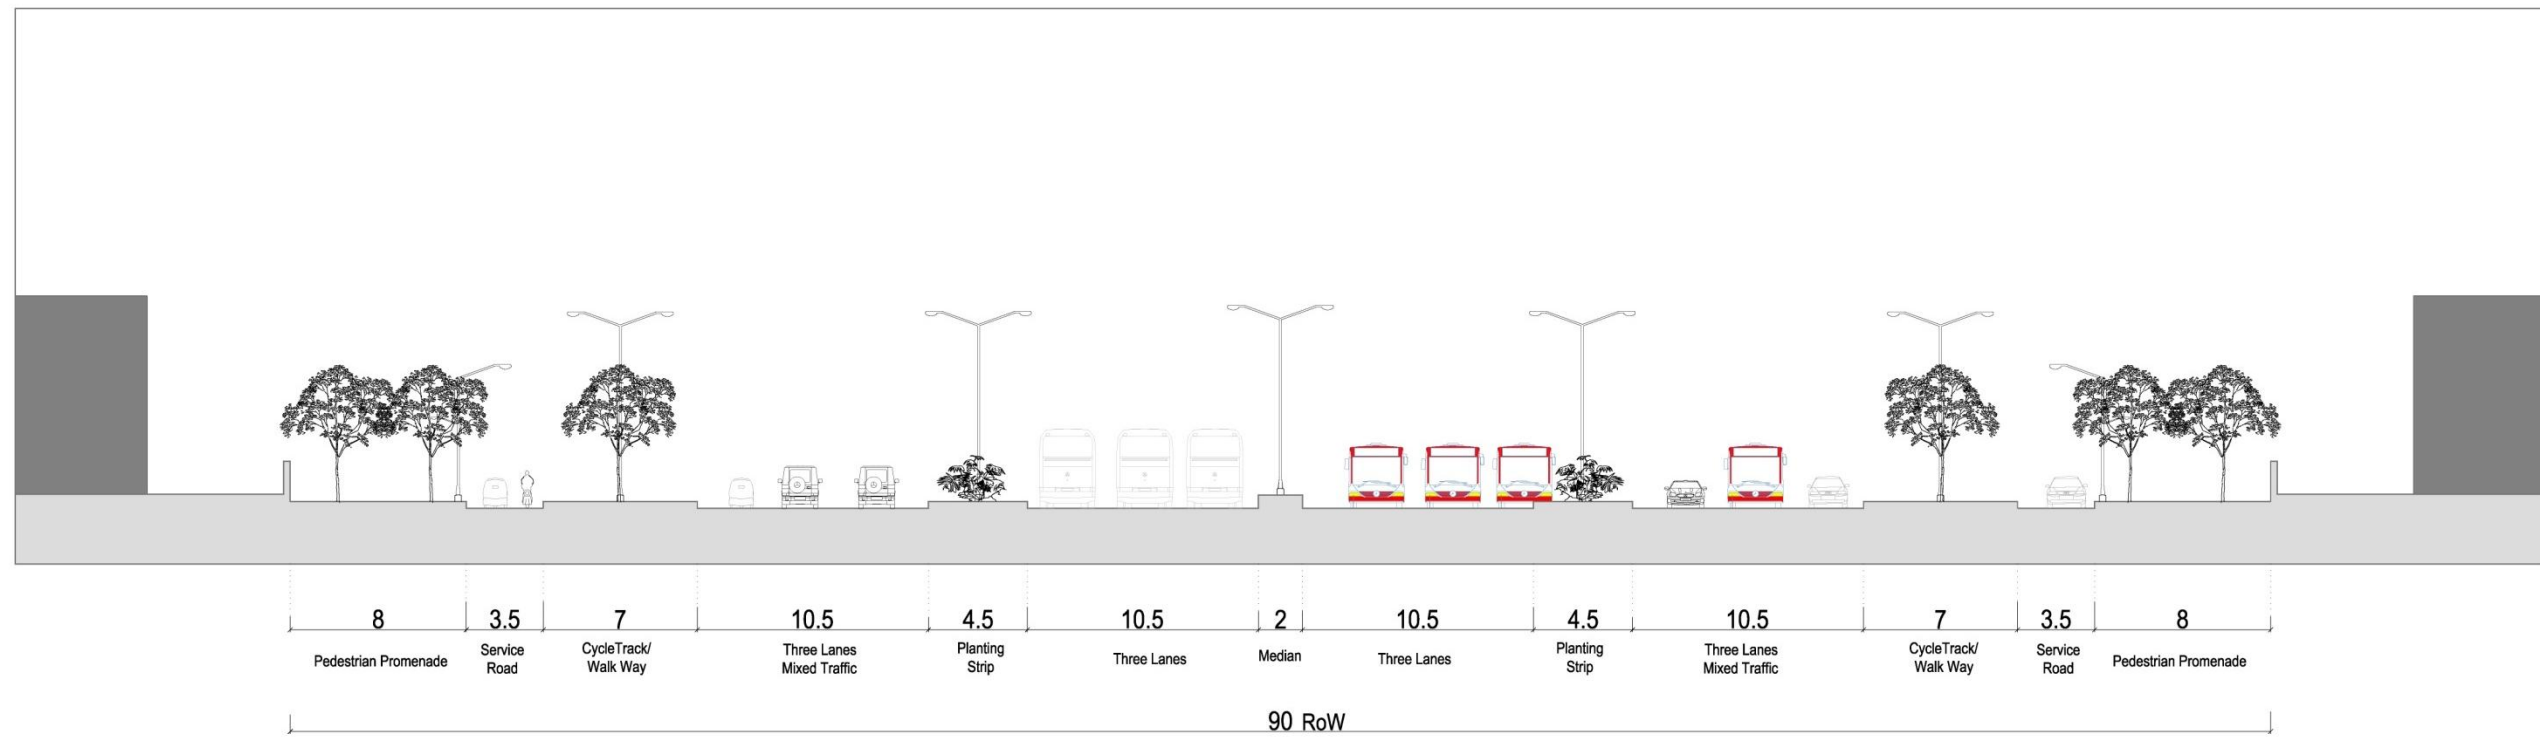 8 3.5 7 10.5 4.5 10.5 2 10.5 4.5 10.5 7 3.5 8
Pedestrian Promenade
Service
Road
CycleTrack/
Walk Way
Three Lanes
Mixed Traffic
Planting
Strip
Three Lanes
Median
Three Lanes
Planting
Strip
Three Lanes
Mixed Traffic
CycleTrack/
Walk Way
Service
Road
Pedestrian Promenade
90 RoW